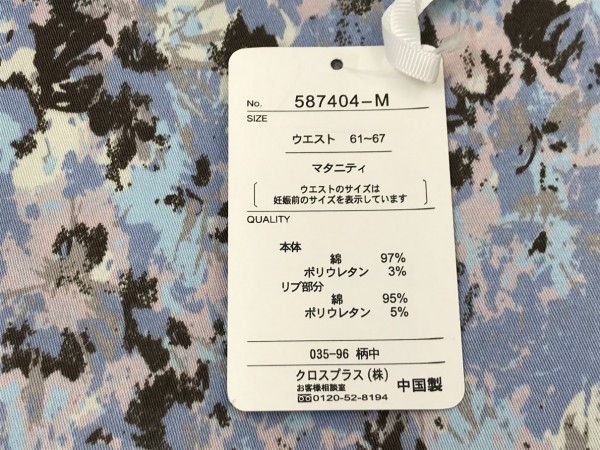 No. 587404-M
SIZE
ウエスト 61~67
マタニティ
ウエストのサイズは
妊娠前のサイズを表示しています
QUALITY
本体
綿 97%
ポリウレタン 3%
リブ部分
綿 95%
ポリウレタン 5%
035-96 柄中
クロスプラス(株)
お客様相談室
0120-52-8194
中国製